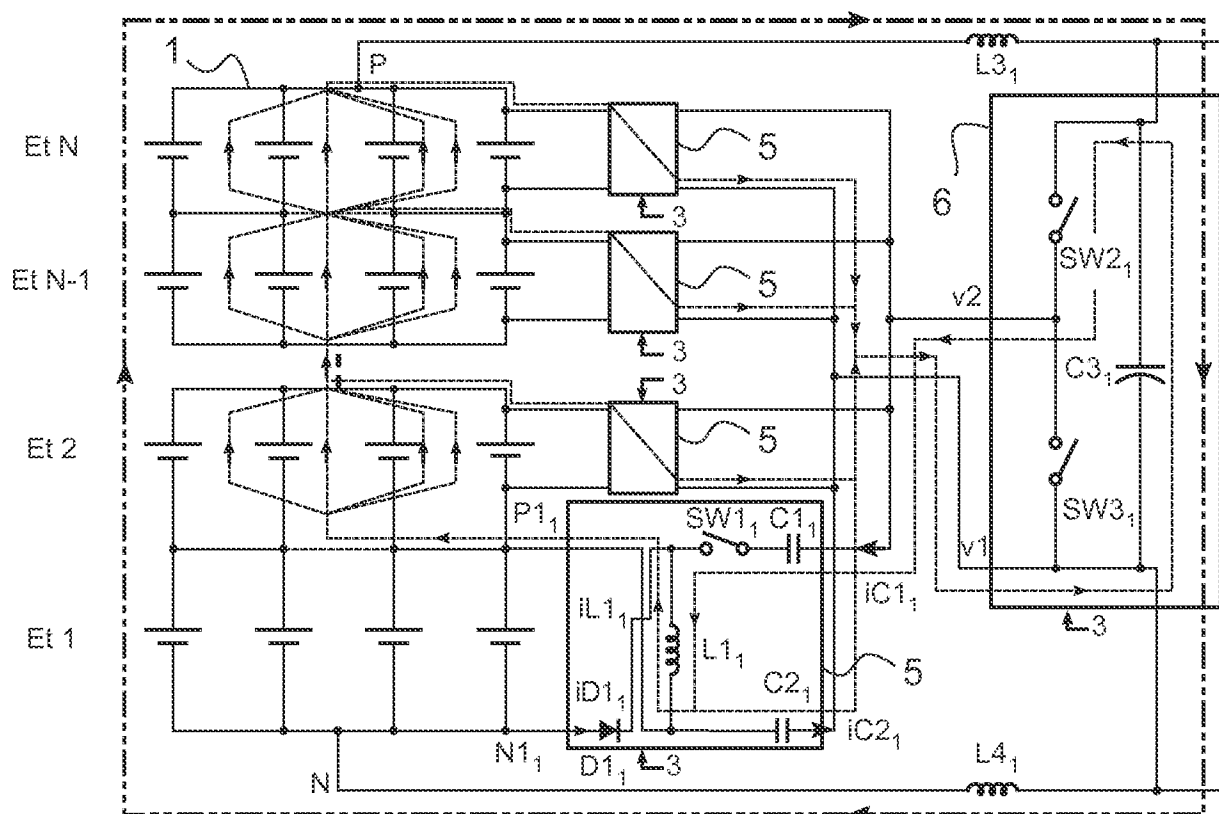 1
P
L3₁
Et N
5
6
3
SW2₁
Et N-1
5
v2
3
C3₁
3
Et 2
5
SW3₁
P1₁
SW1₁
C1₁
v1
iC1₁
iL1₁
3
Et 1
L1₁
5
iD1₁
C2₁
iC2₁
N1₁
D1₁
3
N
L4₁